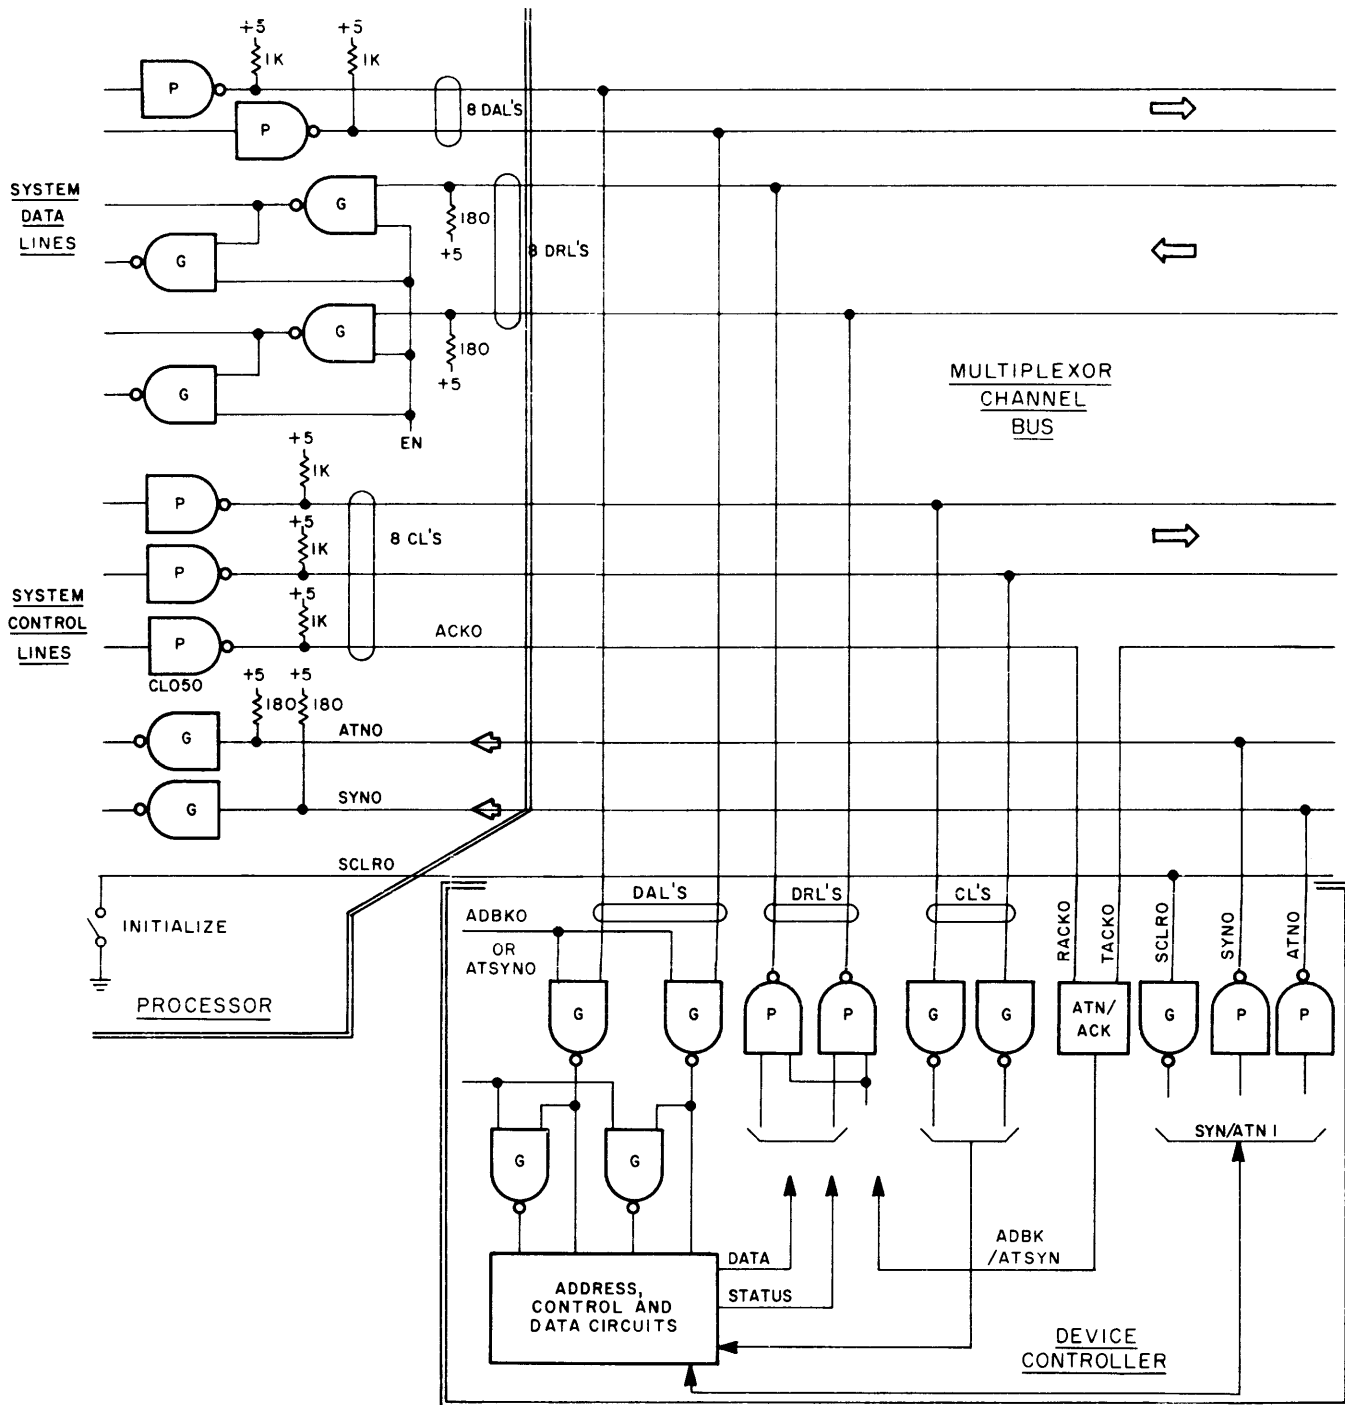 +5
+5
1K
1K
P
P
8 DAL'S
SYSTEM
DATA
LINES
G
180
+5
G
8 DRL'S
G
180
+5
G
EN
MULTIPLEXOR
CHANNEL
BUS
+5
1K
P
+5
1K
8 CL'S
P
+5
1K
SYSTEM
CONTROL
LINES
P
ACKO
CLO50
+5
+5
180
180
ATNO
G
SYNO
G
SCLRO
INITIALIZE
PROCESSOR
ADBKO
OR
ATSYNO
DAL'S
DRL'S
CL'S
RACKO
TACKO
SCLRO
SYNO
ATNO
G
G
P
P
G
G
ATN/
ACK
G
P
P
G
G
SYN/ATN I
DATA
STATUS
ADBK
/ATSYN
ADDRESS,
CONTROL AND
DATA CIRCUITS
DEVICE
CONTROLLER